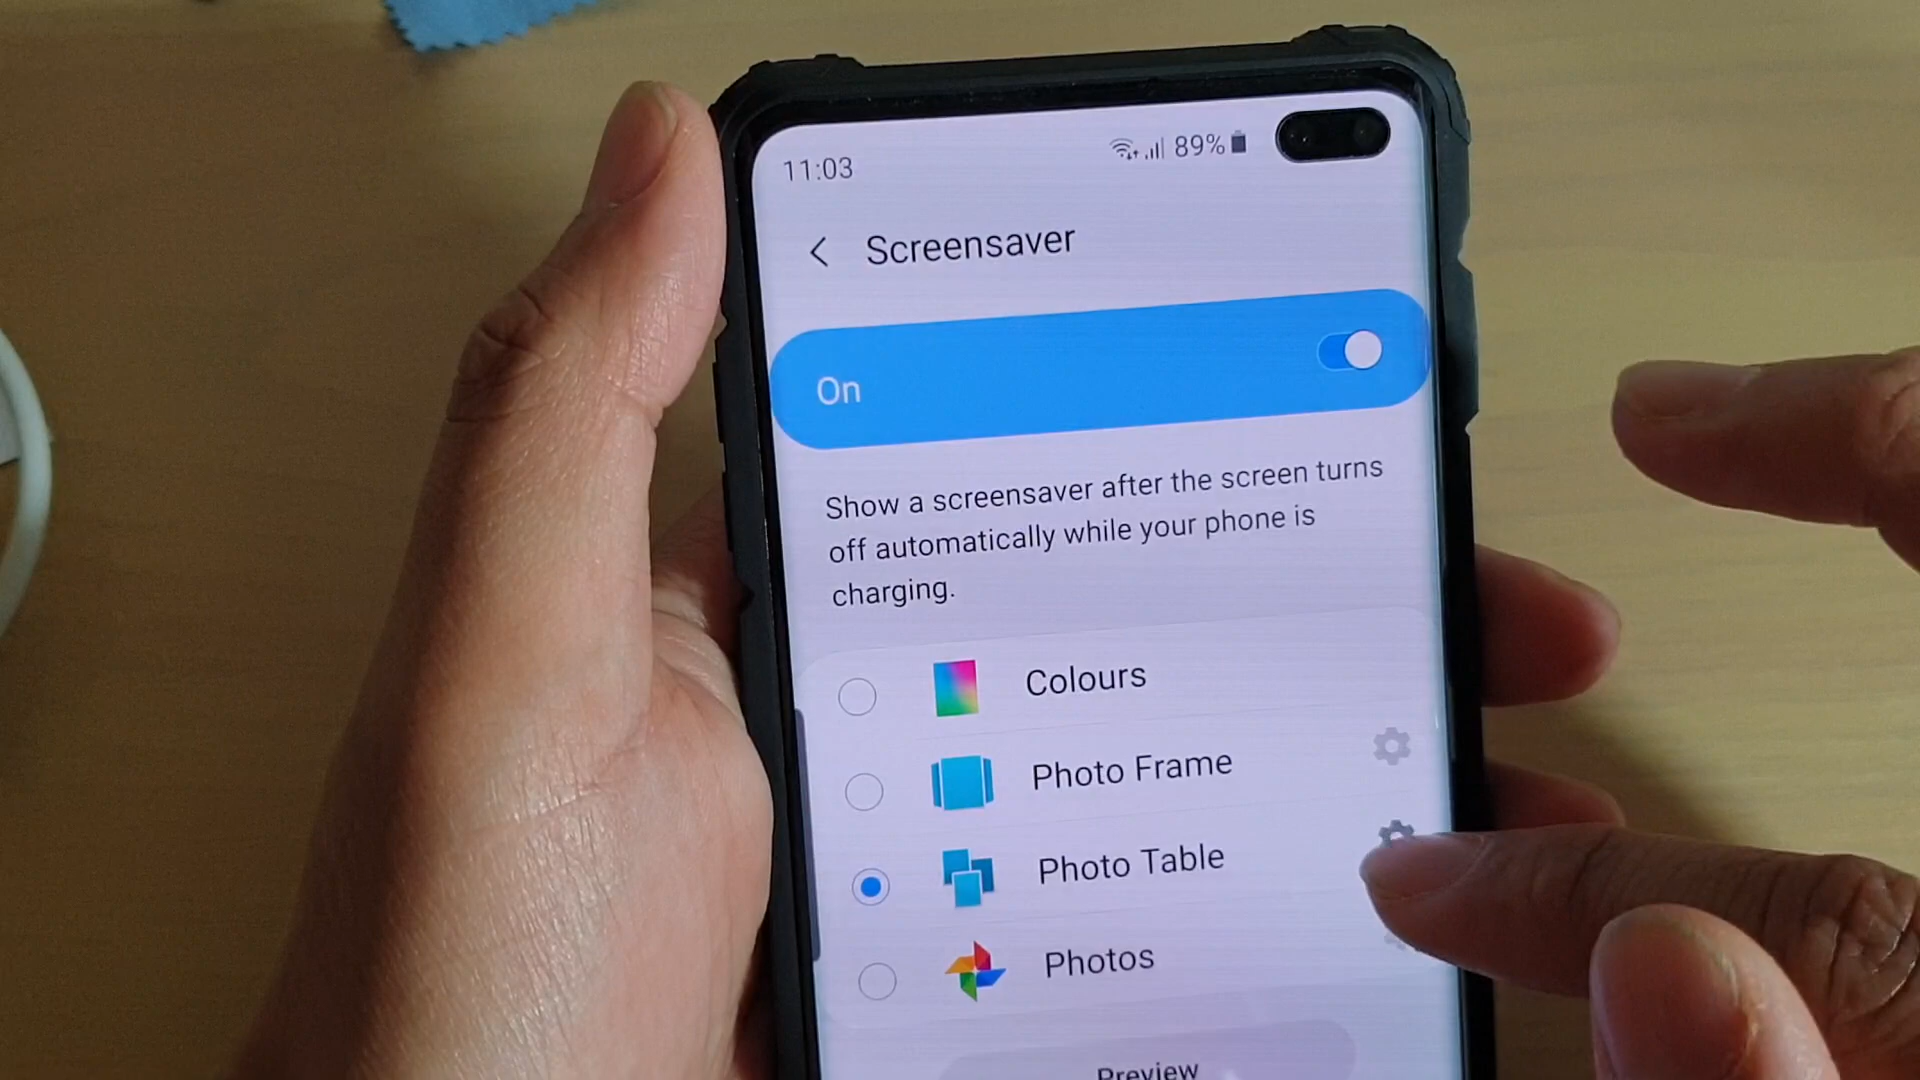 11:03 89%
Screensaver
On
Show a screensaver after the screen turns
off automatically while your phone is
charging.
Colours
Photo Frame
Photo Table
Photos
Preview